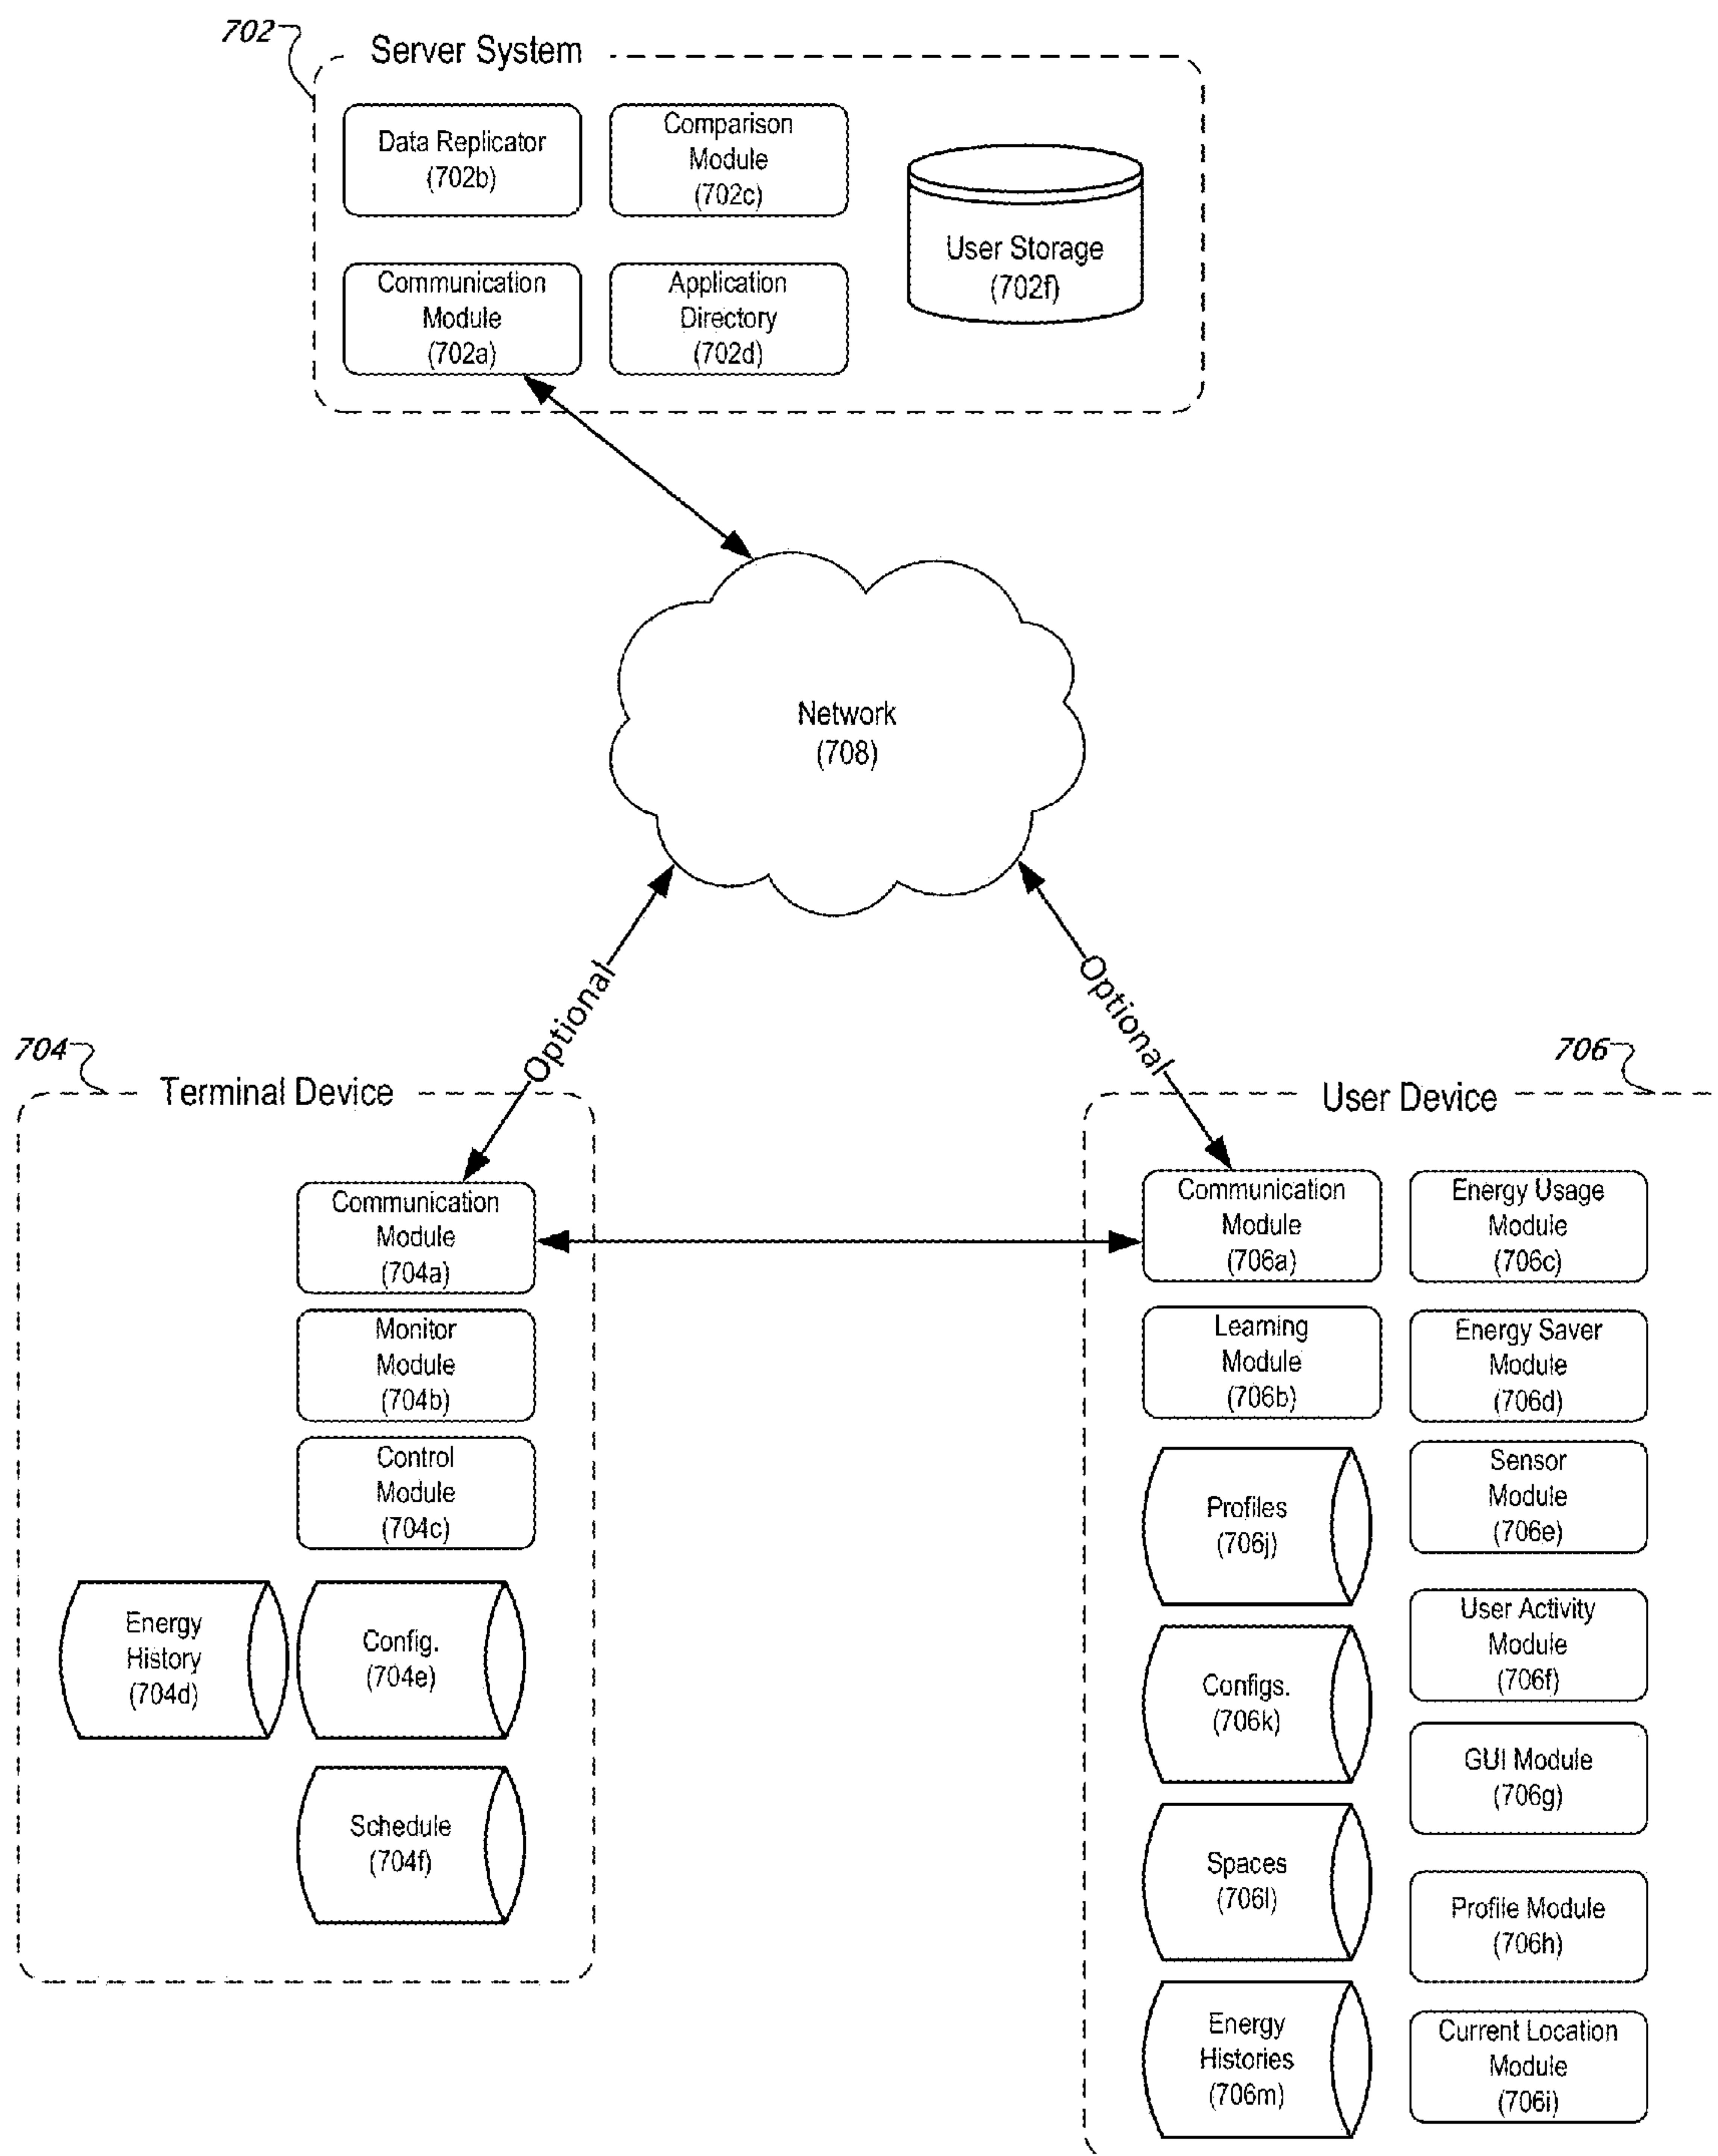 702
Server System
Data Replicator
(702b)
Comparison
Module
(702c)
User Storage
(702f)
Communication
Module
(702a)
Application
Directory
(702d)
Network
(708)
Optional
Optional
704
Terminal Device
Communication
Module
(704a)
Monitor
Module
(704b)
Control
Module
(704c)
Energy
History
(704d)
Config.
(704e)
Schedule
(704f)
706
User Device
Communication
Module
(706a)
Energy Usage
Module
(706c)
Learning
Module
(706b)
Energy Saver
Module
(706d)
Profiles
(706j)
Sensor
Module
(706e)
Configs.
(706k)
User Activity
Module
(706f)
GUI Module
(706g)
Spaces
(706l)
Profile Module
(706h)
Energy
Histories
(706m)
Current Location
Module
(706i)